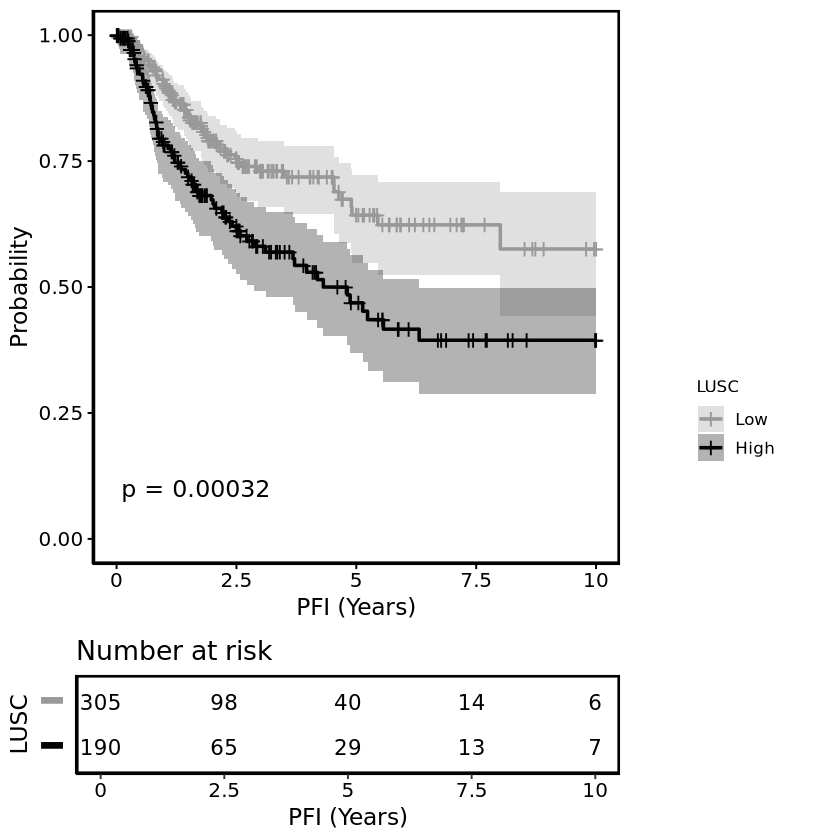 1.00
0.75
0.50
0.25
0.00
Probability
p = 0.00032
0 2.5 5 7.5 10
PFI (Years)
LUSC
Low
High
Number at risk
LUSC
305 98 40 14 6
190 65 29 13 7
0 2.5 5 7.5 10
PFI (Years)